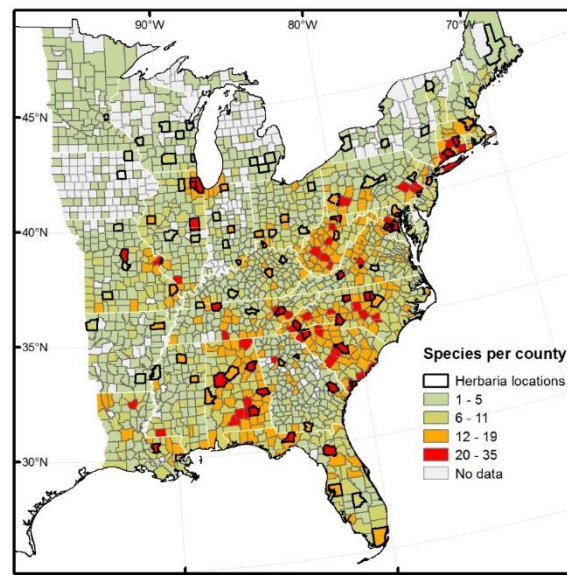 90°W 80°W 70°W
45°N
40°N
35°N
30°N
Species per county
Herbaria locations
1 - 5
6 - 11
12 - 19
20 - 35
No data